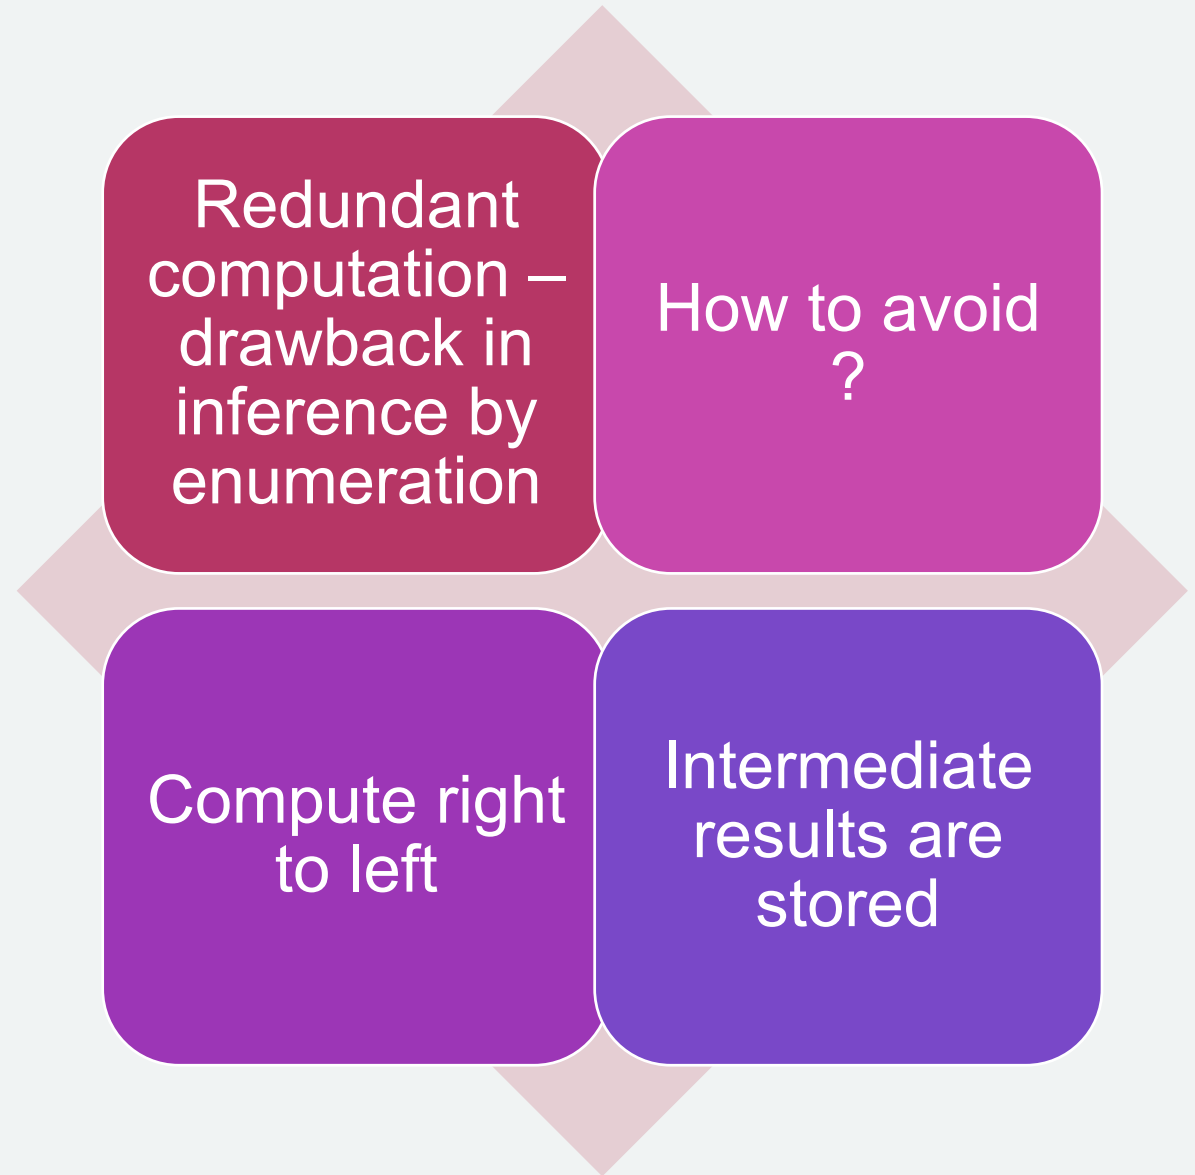 Redundant
computation –
drawback in
inference by
enumeration
How to avoid
?
Compute right
to left
Intermediate
results are
stored